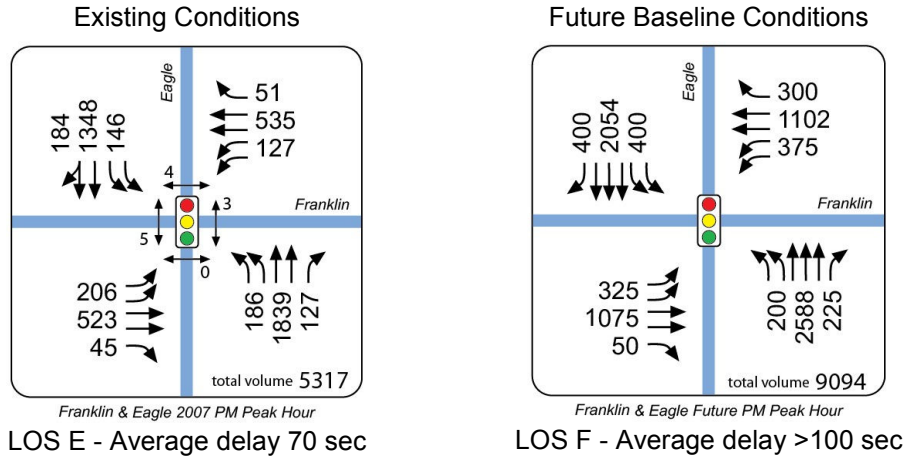 Existing Conditions
Eagle
184
1348
146
51
535
127
4
3
5
0
Franklin
206
523
45
186
1839
127
total volume 5317
Franklin & Eagle 2007 PM Peak Hour
LOS E - Average delay 70 sec
Future Baseline Conditions
Eagle
400
2054
400
300
1102
375
Franklin
325
1075
50
200
2588
225
total volume 9094
Franklin & Eagle Future PM Peak Hour
LOS F - Average delay >100 sec